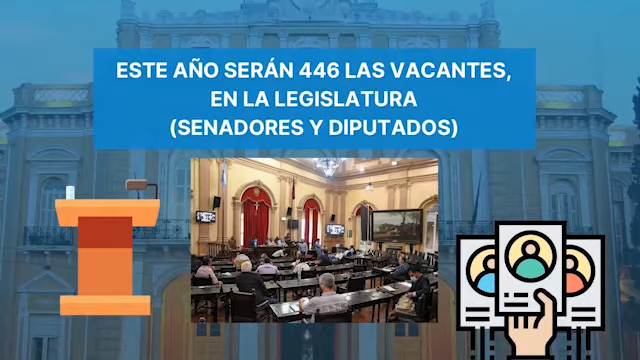 ESTE AÑO SERÁN 446 LAS VACANTES,
EN LA LEGISLATURA
(SENADORES Y DIPUTADOS)